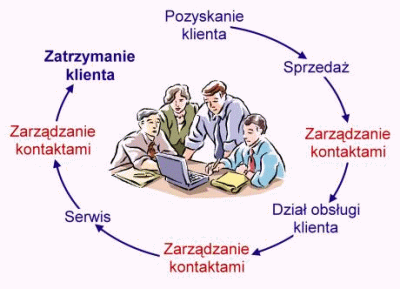 Pozyskanie
klienta
Sprzedaż
Zarządzanie
kontaktami
Dział obsługi
klienta
Zarządzanie
kontaktami
Serwis
Zarządzanie
kontaktami
Zatrzymanie
klienta